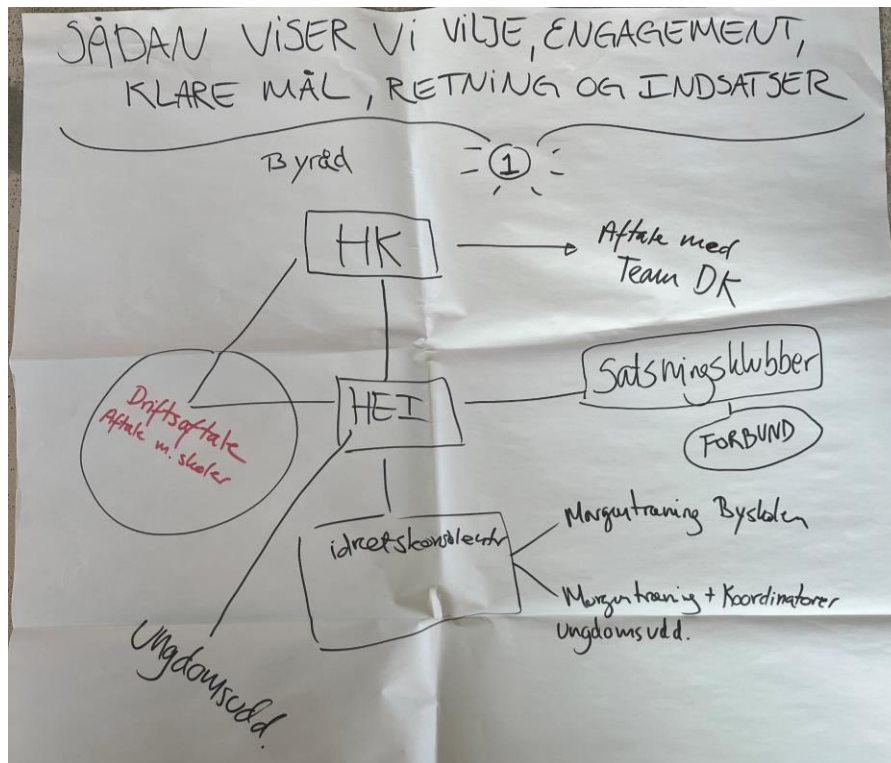 SÅDAN VISER VI VILJE, ENGAGEMENT,
KLARE MÅL, RETNING OG INDSATSER
Byråd
1
HK
Aftale med
Team DK
Driftsaftale
Aftale m. skoler
HEI
Satsningsklubber
FORBUND
idrætskonsulenter
Morgentræning Byskolen
Morgentræning + Koordinatorer
Ungdomsudd.
Ungdomsudd.